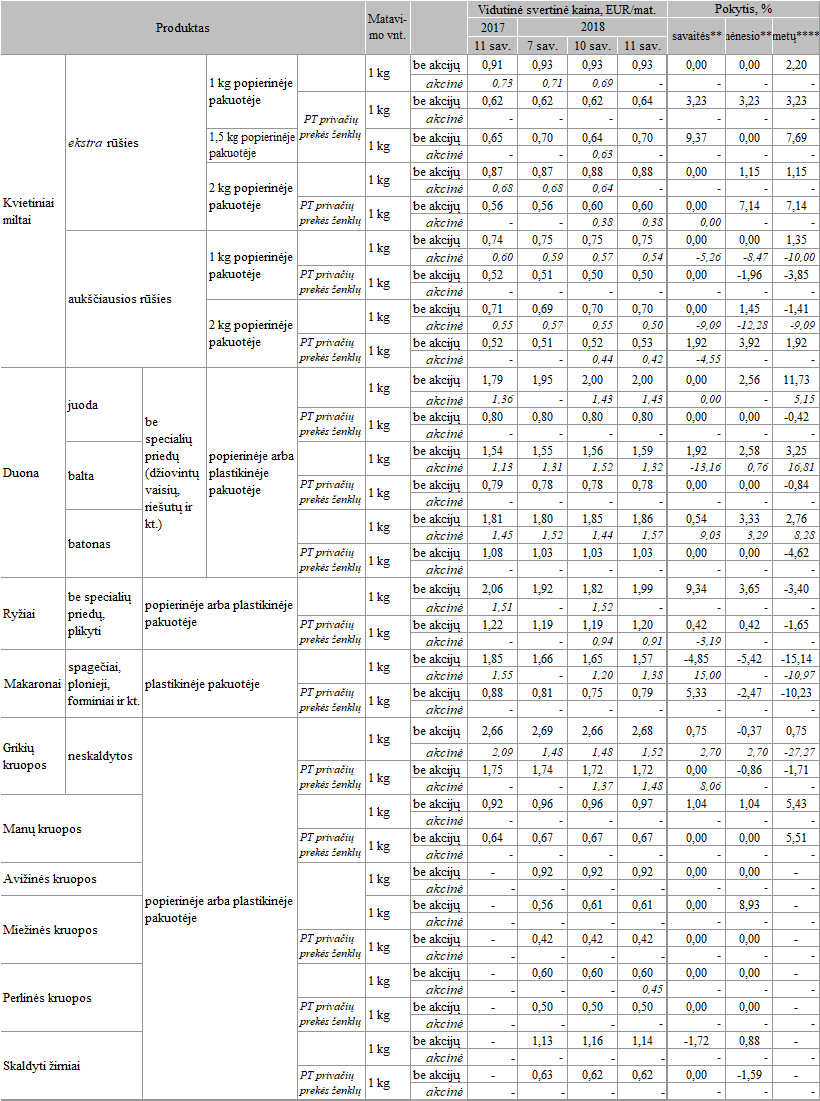 Produktas Matavi- Vidutinė svertinė kaina, EUR/mat. Pokytis, %
mo vnt. 2017 2018 savaitės** mėnesio** metų****
11 sav. 7 sav. 10 sav. 11 sav.
Kvietiniai miltai ekstra rūšies 1 kg popierinėje pakuotėje 1 kg be akcijų 0,91 0,93 0,93 0,93 0,00 0,00 2,20
akcinė 0,73 0,71 0,69 - - - -
PT privačių prekės ženklų 1 kg be akcijų 0,62 0,62 0,62 0,64 3,23 3,23 3,23
akcinė - - - - - - -
1,5 kg popierinėje pakuotėje 1 kg be akcijų 0,65 0,70 0,64 0,70 9,37 0,00 7,69
akcinė - - 0,63 - - - -
2 kg popierinėje pakuotėje 1 kg be akcijų 0,87 0,87 0,88 0,88 0,00 1,15 1,15
akcinė 0,68 0,68 0,64 - - - -
PT privačių prekės ženklų 1 kg be akcijų 0,56 0,56 0,60 0,60 0,00 7,14 7,14
akcinė - - 0,38 0,38 0,00 - -
aukščiausios rūšies 1 kg popierinėje pakuotėje 1 kg be akcijų 0,74 0,75 0,75 0,75 0,00 0,00 1,35
akcinė 0,60 0,59 0,57 0,54 -5,26 -8,47 -10,00
PT privačių prekės ženklų 1 kg be akcijų 0,52 0,51 0,50 0,50 0,00 -1,96 -3,85
akcinė - - - - - - -
2 kg popierinėje pakuotėje 1 kg be akcijų 0,71 0,69 0,70 0,70 0,00 1,45 -1,41
akcinė 0,55 0,57 0,55 0,50 -9,09 -12,28 -9,09
PT privačių prekės ženklų 1 kg be akcijų 0,52 0,51 0,52 0,53 1,92 3,92 1,92
akcinė - - 0,44 0,42 -4,55 - -
Duona juoda be specialių priedų (džiovintų vaisių, riešutų ir kt.) popierinėje arba plastikinėje pakuotėje 1 kg be akcijų 1,79 1,95 2,00 2,00 0,00 2,56 11,73
akcinė 1,36 - 1,43 1,43 0,00 - 5,15
PT privačių prekės ženklų 1 kg be akcijų 0,80 0,80 0,80 0,80 0,00 0,00 -0,42
akcinė - - - - - - -
balta 1 kg be akcijų 1,54 1,55 1,56 1,59 1,92 2,58 3,25
akcinė 1,13 1,31 1,52 1,32 -13,16 0,76 16,81
PT privačių prekės ženklų 1 kg be akcijų 0,79 0,78 0,78 0,78 0,00 0,00 -0,84
akcinė - - - - - - -
batonas 1 kg be akcijų 1,81 1,80 1,85 1,86 0,54 3,33 2,76
akcinė 1,45 1,52 1,44 1,57 9,03 3,29 8,28
PT privačių prekės ženklų 1 kg be akcijų 1,08 1,03 1,03 1,03 0,00 0,00 -4,62
akcinė - - - - - - -
Ryžiai be specialių priedų, plikyti popierinėje arba plastikinėje pakuotėje 1 kg be akcijų 2,06 1,92 1,82 1,99 9,34 3,65 -3,40
akcinė 1,51 - 1,52 - - - -
PT privačių prekės ženklų 1 kg be akcijų 1,22 1,19 1,19 1,20 0,42 0,42 -1,65
akcinė - - 0,94 0,91 -3,19 - -
Makaronai spagečiai, plonieji, forminiai ir kt. plastikinėje pakuotėje 1 kg be akcijų 1,85 1,66 1,65 1,57 -4,85 -5,42 -15,14
akcinė 1,55 - 1,20 1,38 15,00 - -10,97
PT privačių prekės ženklų 1 kg be akcijų 0,88 0,81 0,75 0,79 5,33 -2,47 -10,23
akcinė - - - - - - -
Grikių kruopos neskaldytos popierinėje arba plastikinėje pakuotėje 1 kg be akcijų 2,66 2,69 2,66 2,68 0,75 -0,37 0,75
akcinė 2,09 1,48 1,48 1,52 2,70 2,70 -27,27
PT privačių prekės ženklų 1 kg be akcijų 1,75 1,74 1,72 1,72 0,00 -0,86 -1,71
akcinė - - 1,37 1,48 8,06 - -
Manų kruopos 1 kg be akcijų 0,92 0,96 0,96 0,97 1,04 1,04 5,43
akcinė - - - - - - -
PT privačių prekės ženklų 1 kg be akcijų 0,64 0,67 0,67 0,67 0,00 0,00 5,51
akcinė - - - - - - -
Avižinės kruopos 1 kg be akcijų - 0,92 0,92 0,92 0,00 0,00 -
akcinė - - - - - - -
Miežinės kruopos 1 kg be akcijų - 0,56 0,61 0,61 0,00 8,93 -
akcinė - - - - - - -
PT privačių prekės ženklų 1 kg be akcijų - 0,42 0,42 0,42 0,00 0,00 -
akcinė - - - - - - -
Perlinės kruopos 1 kg be akcijų - 0,60 0,60 0,60 0,00 0,00 -
akcinė - - - 0,45 - - -
PT privačių prekės ženklų 1 kg be akcijų - 0,50 0,50 0,50 0,00 0,00 -
akcinė - - - - - - -
Skaldyti žirniai 1 kg be akcijų - 1,13 1,16 1,14 -1,72 0,88 -
akcinė - - - - - - -
PT privačių prekės ženklų 1 kg be akcijų - 0,63 0,62 0,62 0,00 -1,59 -
akcinė - - - - - - -